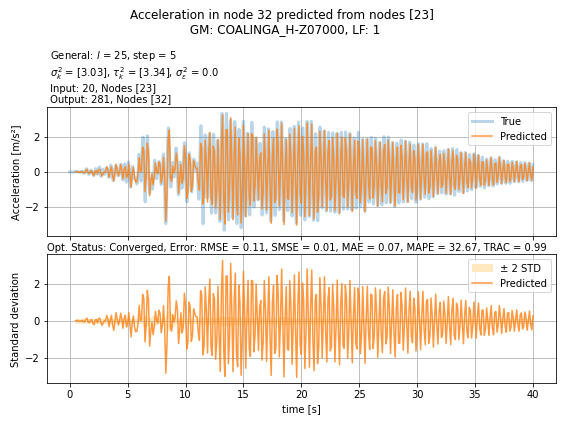 Acceleration in node 32 predicted from nodes [23]
GM: COALINGA_H-Z07000, LF: 1
General: l = 25, step = 5
σ²ₖ = [3.03], τ²ₖ = [3.34], σ²ε = 0.0
Input: 20, Nodes [23]
Output: 281, Nodes [32]
Acceleration [m/s²]
2
0
−2
True
Predicted
Opt. Status: Converged, Error: RMSE = 0.11, SMSE = 0.01, MAE = 0.07, MAPE = 32.67, TRAC = 0.99
Standard deviation
2
0
−2
± 2 STD
Predicted
0 5 10 15 20 25 30 35 40
time [s]